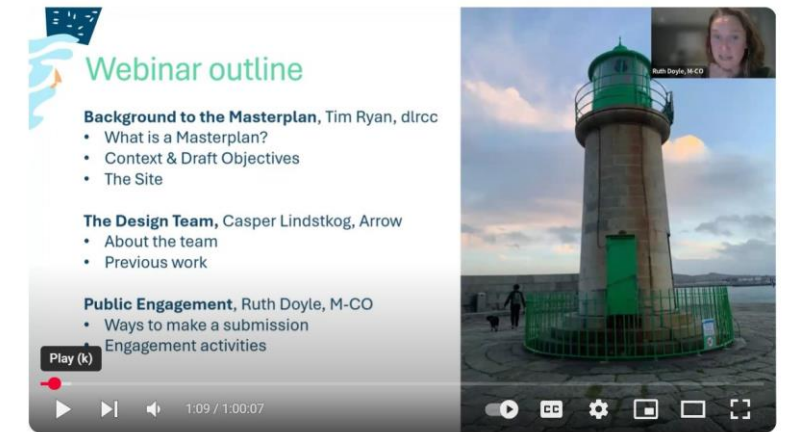 Webinar outline
Ruth Doyle, M-CO
Background to the Masterplan, Tim Ryan, dlrcc
• What is a Masterplan?
• Context & Draft Objectives
• The Site
The Design Team, Casper Lindstkog, Arrow
• About the team
• Previous work
Public Engagement, Ruth Doyle, M-CO
• Ways to make a submission
• Engagement activities
Play (k)
1:09 / 1:00:07
CC